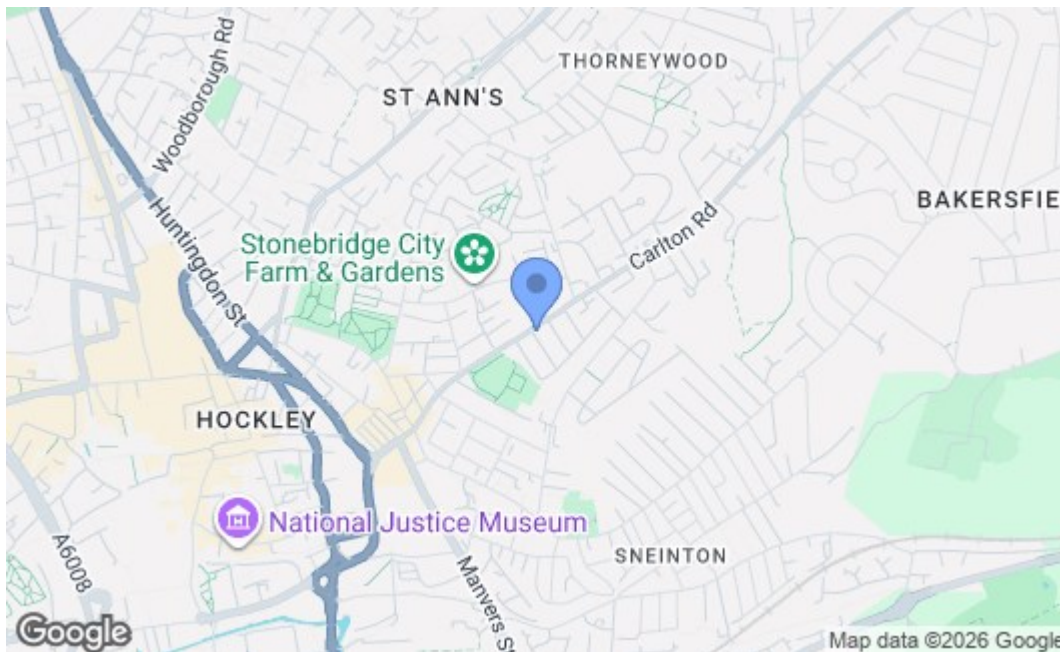 Woodborough Rd
THORNEYWOOD
ST ANN'S
BAKERSFIE
Huntingdon St
Stonebridge City
Farm & Gardens
Carlton Rd
HOCKLEY
National Justice Museum
SNEINTON
A6008
Manvers St
Google
Map data ©2026 Google